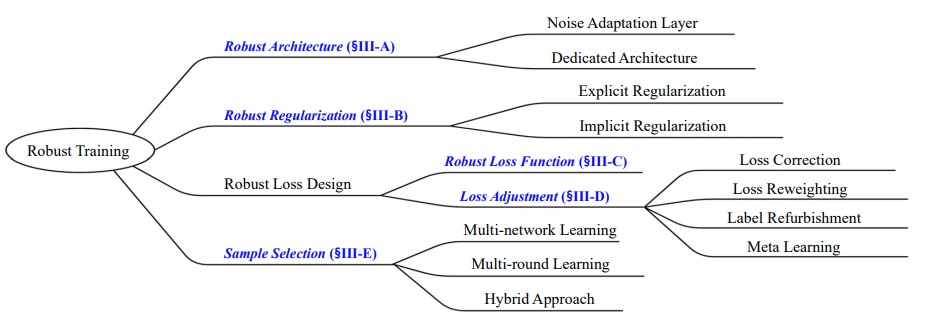 Robust Training
Robust Architecture (§III-A)
Noise Adaptation Layer
Dedicated Architecture
Robust Regularization (§III-B)
Explicit Regularization
Implicit Regularization
Robust Loss Design
Robust Loss Function (§III-C)
Loss Adjustment (§III-D)
Loss Correction
Loss Reweighting
Label Refurbishment
Meta Learning
Sample Selection (§III-E)
Multi-network Learning
Multi-round Learning
Hybrid Approach